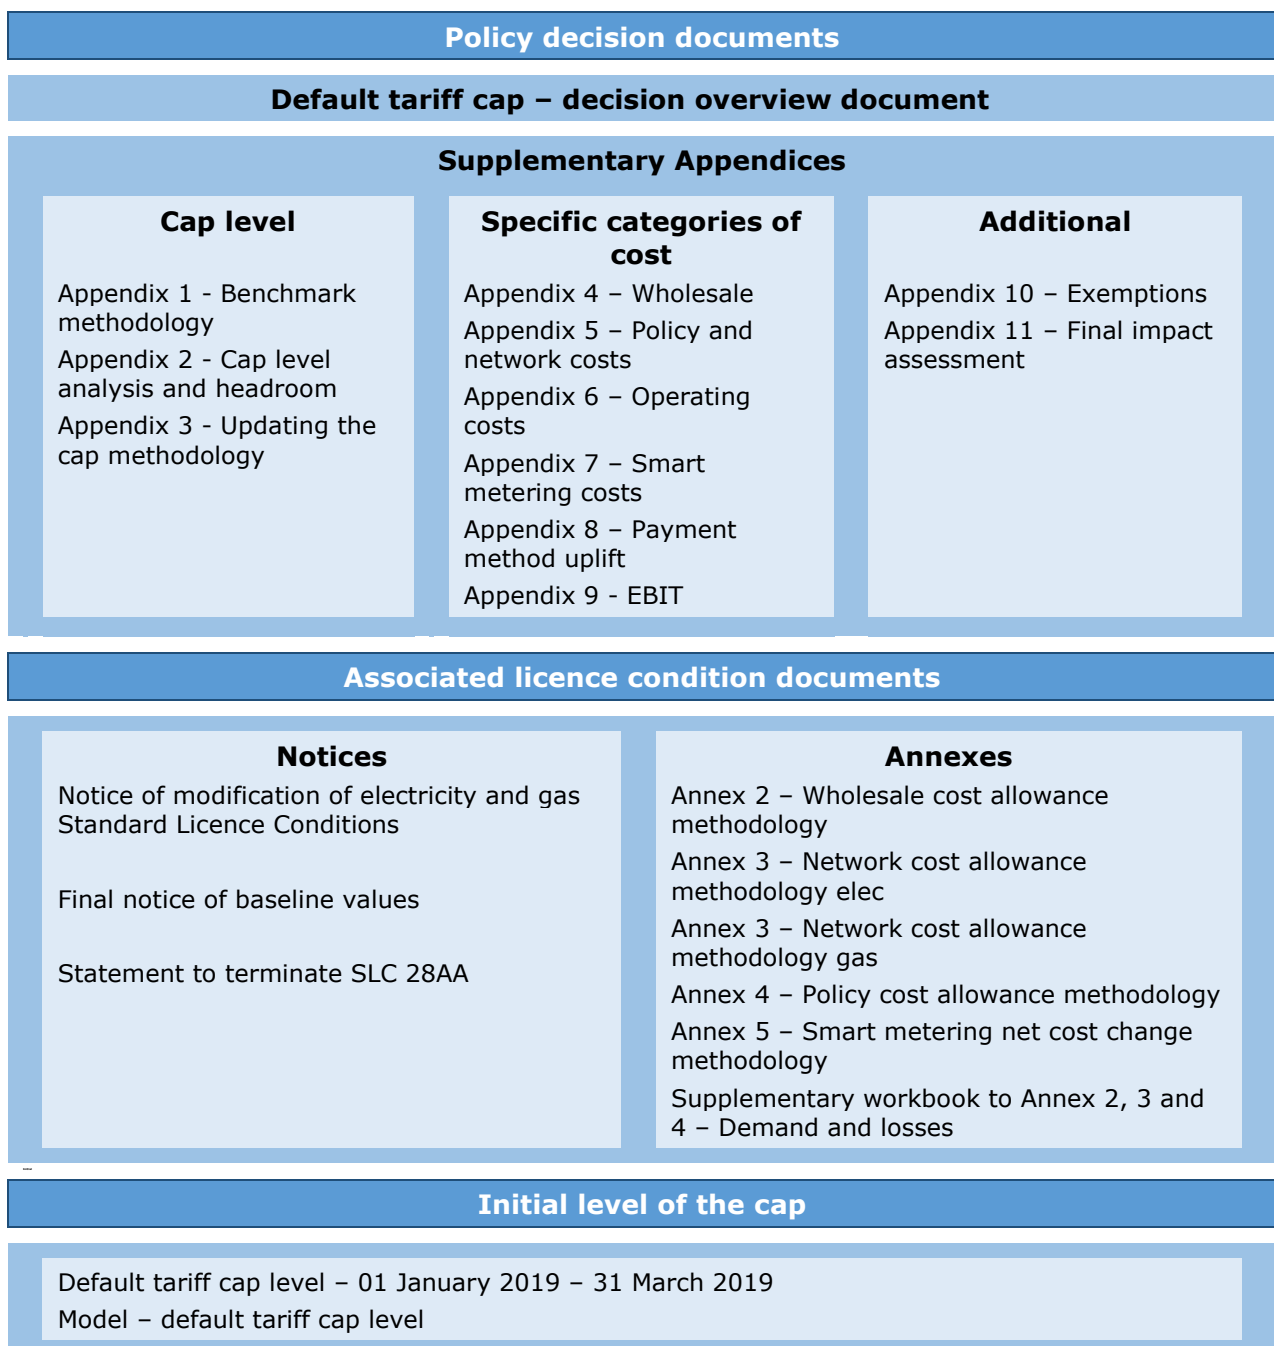 Policy decision documents
Default tariff cap – decision overview document
Supplementary Appendices
Cap level
Appendix 1 - Benchmark
methodology
Appendix 2 - Cap level
analysis and headroom
Appendix 3 - Updating the
cap methodology
Specific categories of
cost
Appendix 4 – Wholesale
Appendix 5 – Policy and
network costs
Appendix 6 – Operating
costs
Appendix 7 – Smart
metering costs
Appendix 8 – Payment
method uplift
Appendix 9 - EBIT
Additional
Appendix 10 – Exemptions
Appendix 11 – Final impact
assessment
Associated licence condition documents
Notices
Notice of modification of electricity and gas
Standard Licence Conditions
Final notice of baseline values
Statement to terminate SLC 28AA
Annexes
Annex 2 – Wholesale cost allowance
methodology
Annex 3 – Network cost allowance
methodology elec
Annex 3 – Network cost allowance
methodology gas
Annex 4 – Policy cost allowance methodology
Annex 5 – Smart metering net cost change
methodology
Supplementary workbook to Annex 2, 3 and
4 – Demand and losses
Initial level of the cap
Default tariff cap level – 01 January 2019 – 31 March 2019
Model – default tariff cap level